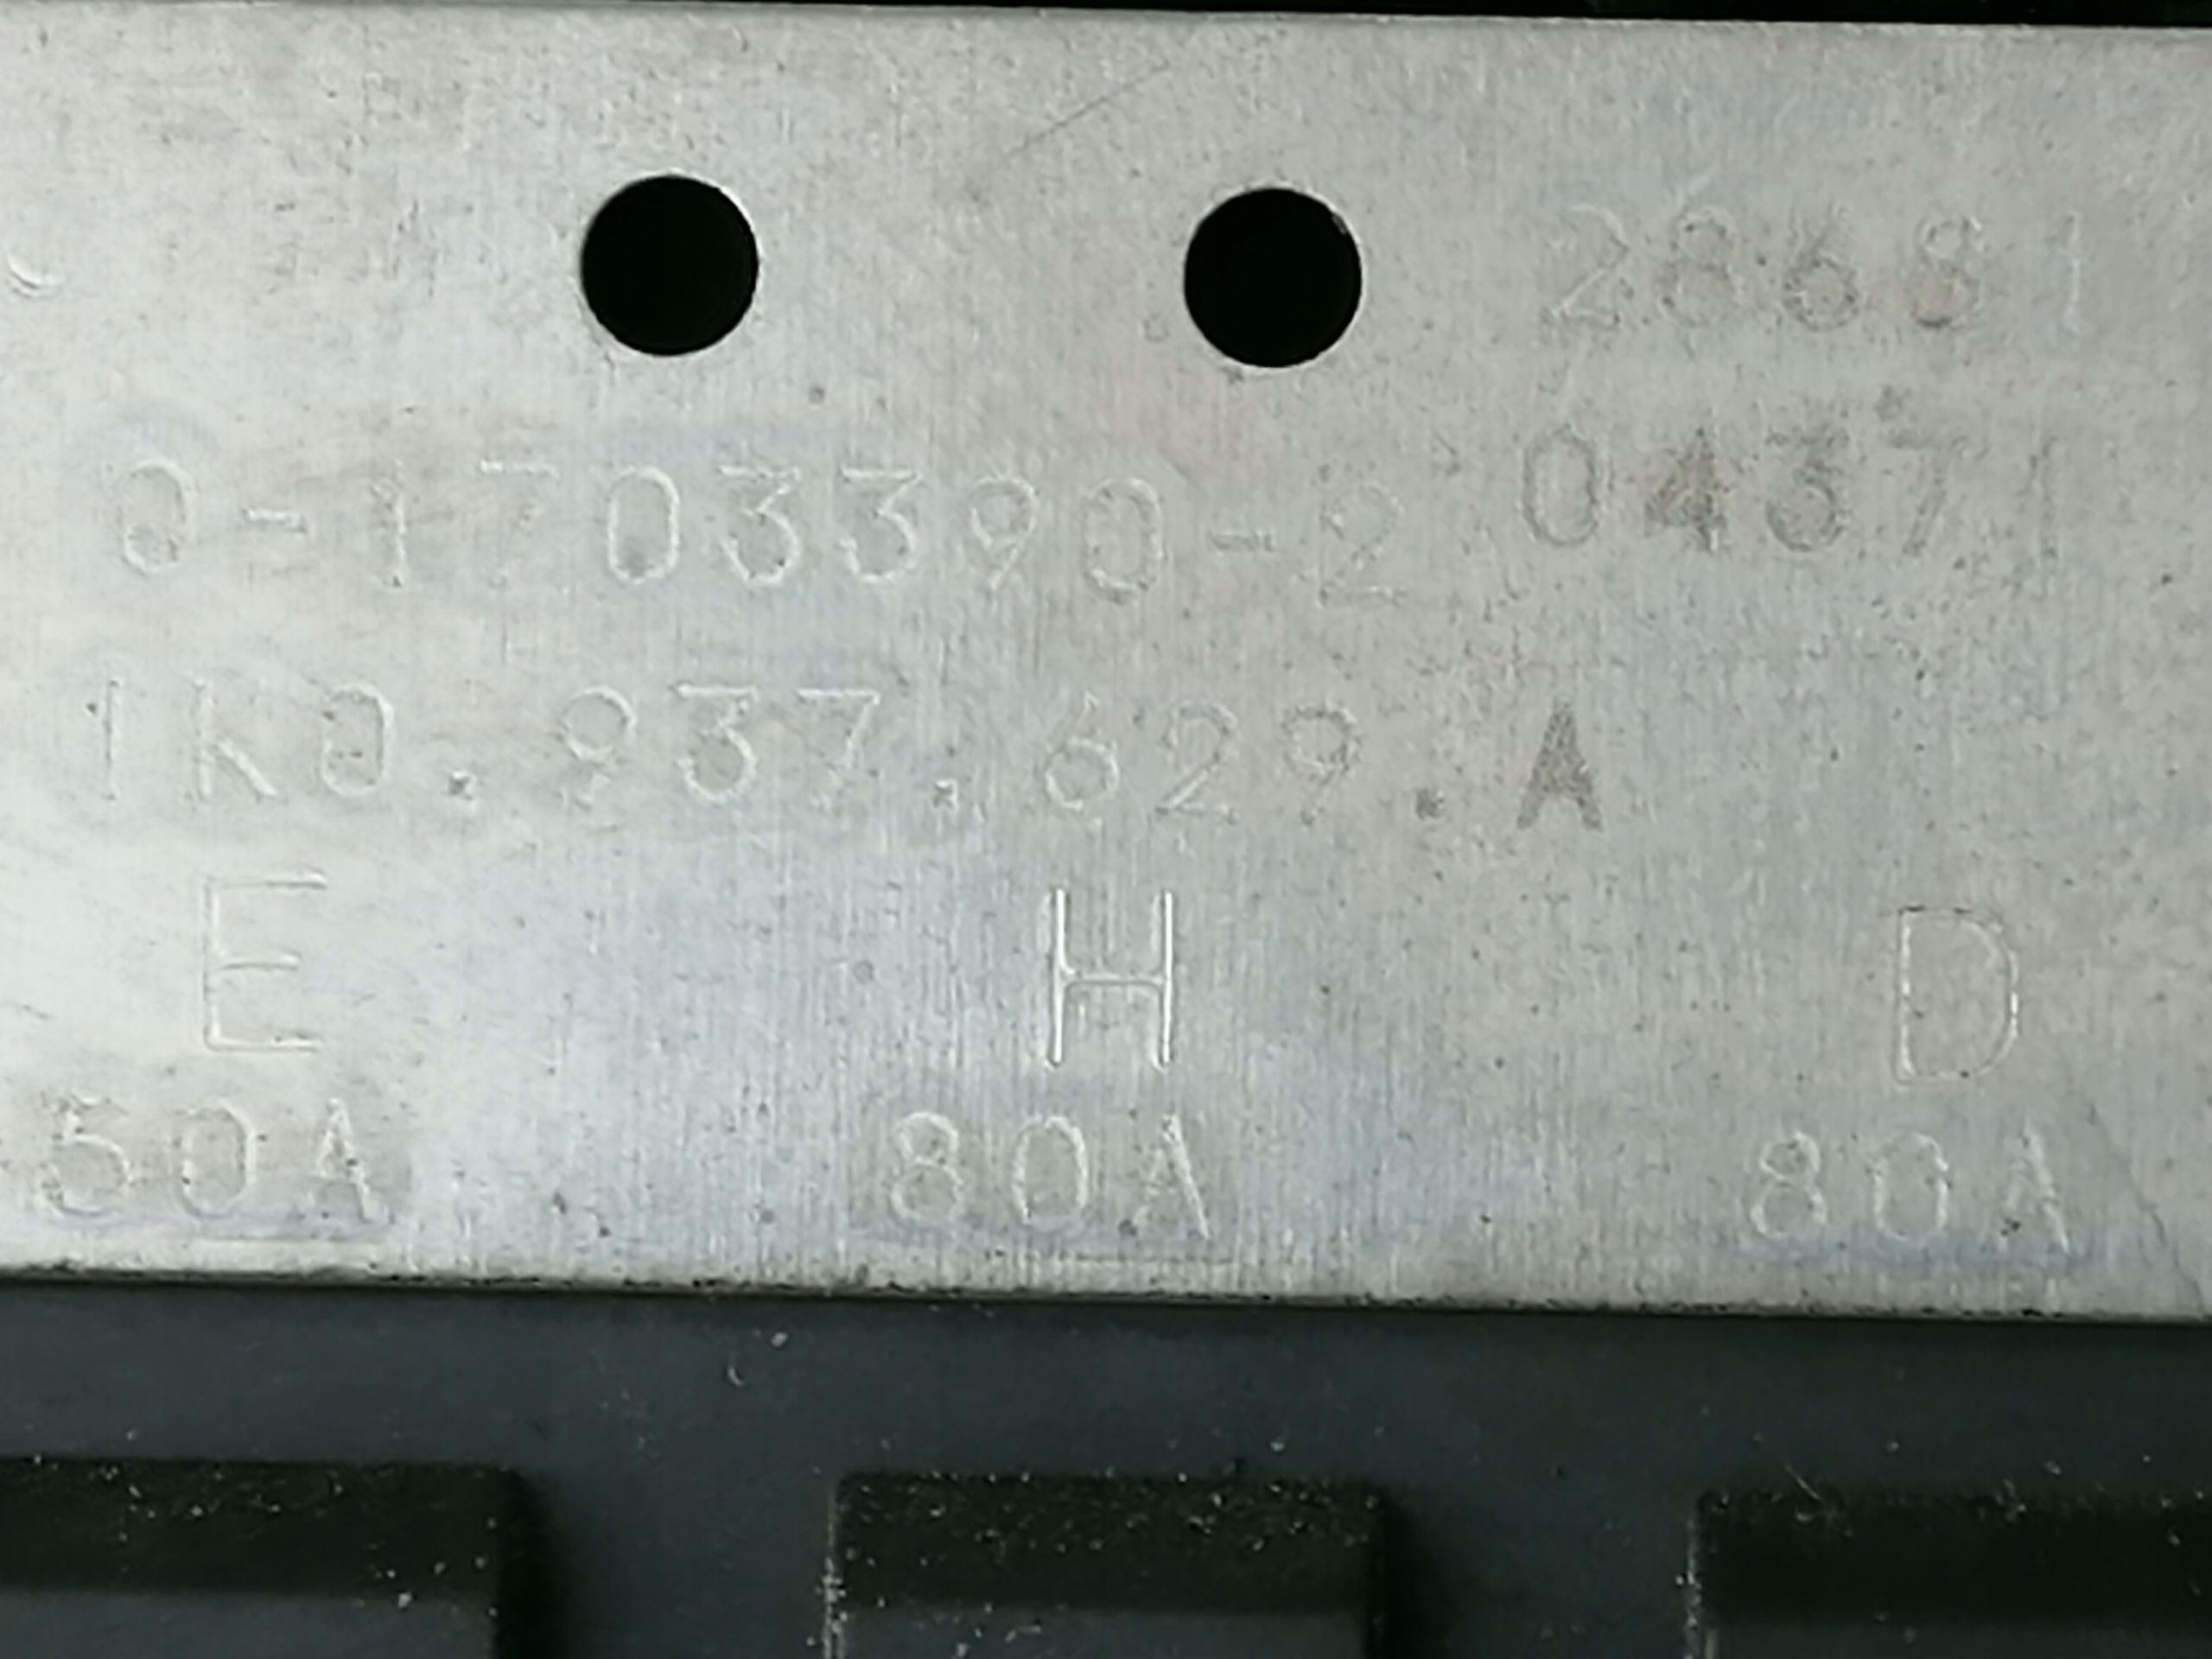 28681
04371
0-1703390-2
1K0.937.629.A
E H D
50A 80A 80A